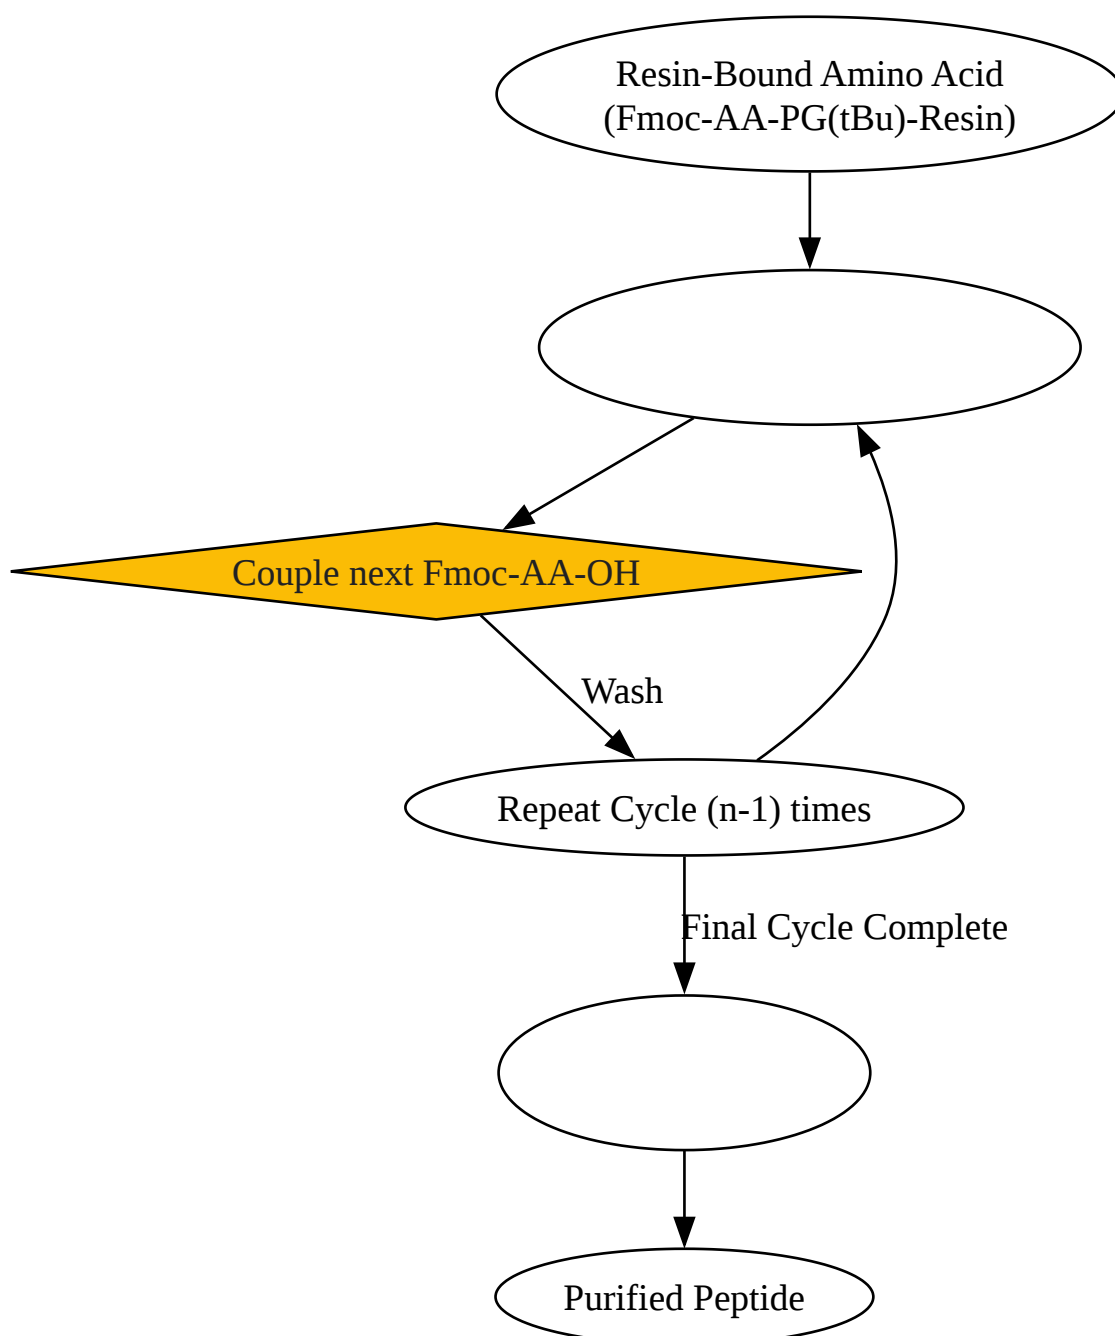 Resin-Bound Amino Acid
(Fmoc-AA-PG(tBu)-Resin)
Couple next Fmoc-AA-OH
Wash
Repeat Cycle (n-1) times
Final Cycle Complete
Purified Peptide